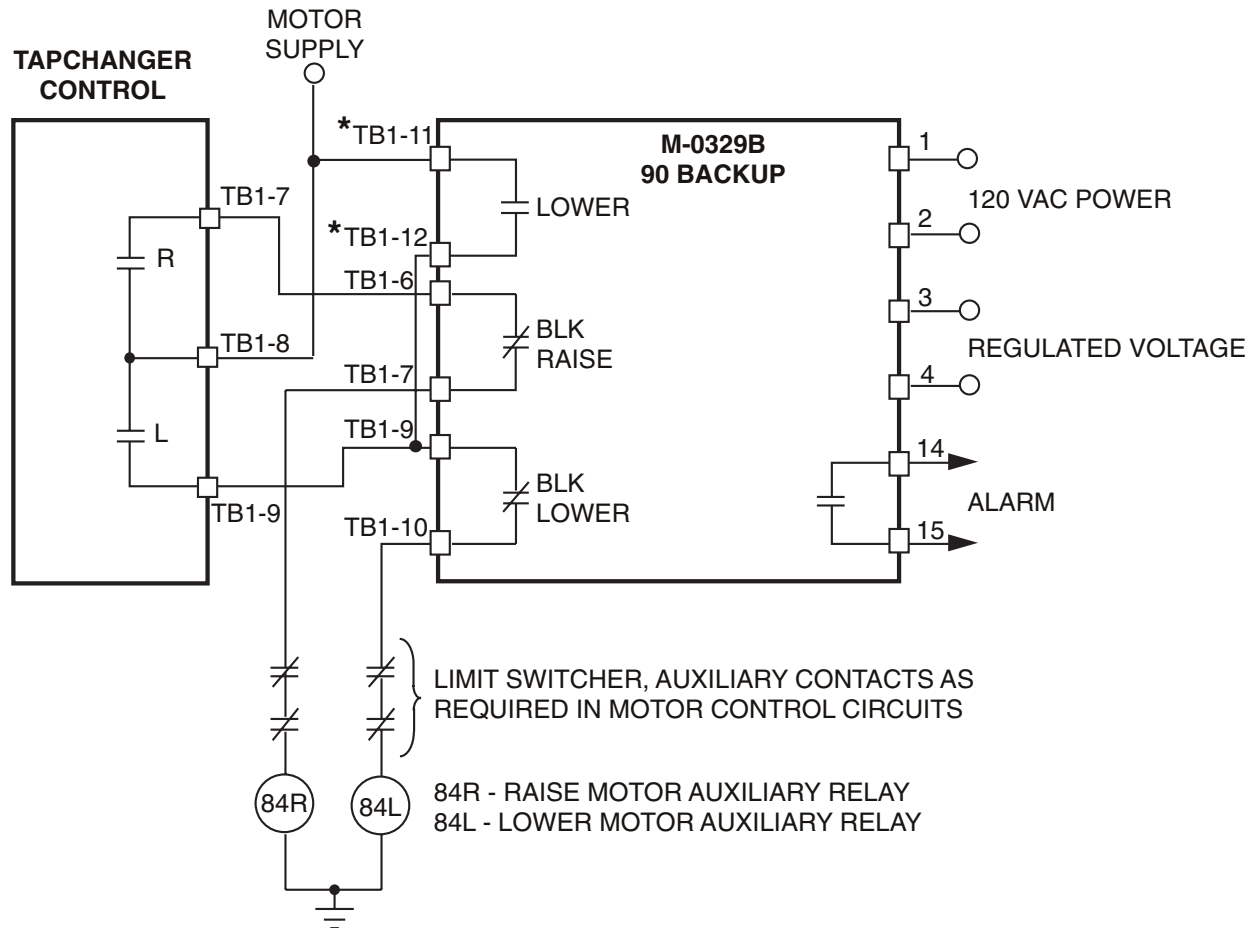 MOTOR
SUPPLY
TAPCHANGER
CONTROL
*TB1-11
M-0329B
90 BACKUP
1
120 VAC POWER
TB1-7
LOWER
2
*TB1-12
R
TB1-6
3
BLK
RAISE
REGULATED VOLTAGE
TB1-8
TB1-7
4
L
TB1-9
14
BLK
LOWER
ALARM
TB1-9
TB1-10
15
LIMIT SWITCHER, AUXILIARY CONTACTS AS
REQUIRED IN MOTOR CONTROL CIRCUITS
84R
84L
84R - RAISE MOTOR AUXILIARY RELAY
84L - LOWER MOTOR AUXILIARY RELAY